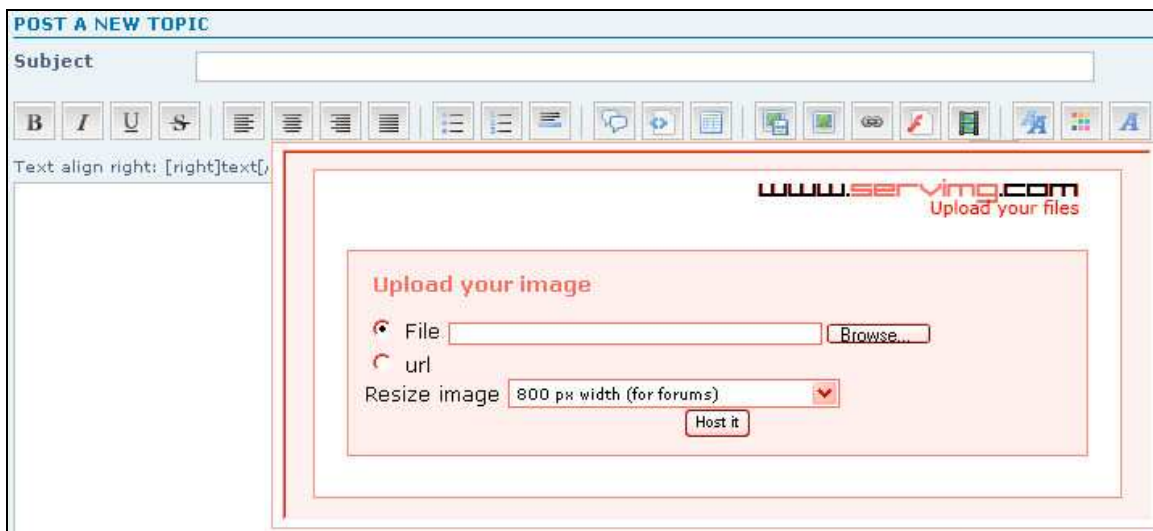 POST A NEW TOPIC
Subject
B I U S
Text align right: [right]text[/
www.servimg.com
Upload your files
Upload your image
File Browse...
url
Resize image 800 px width (for forums)
Host it